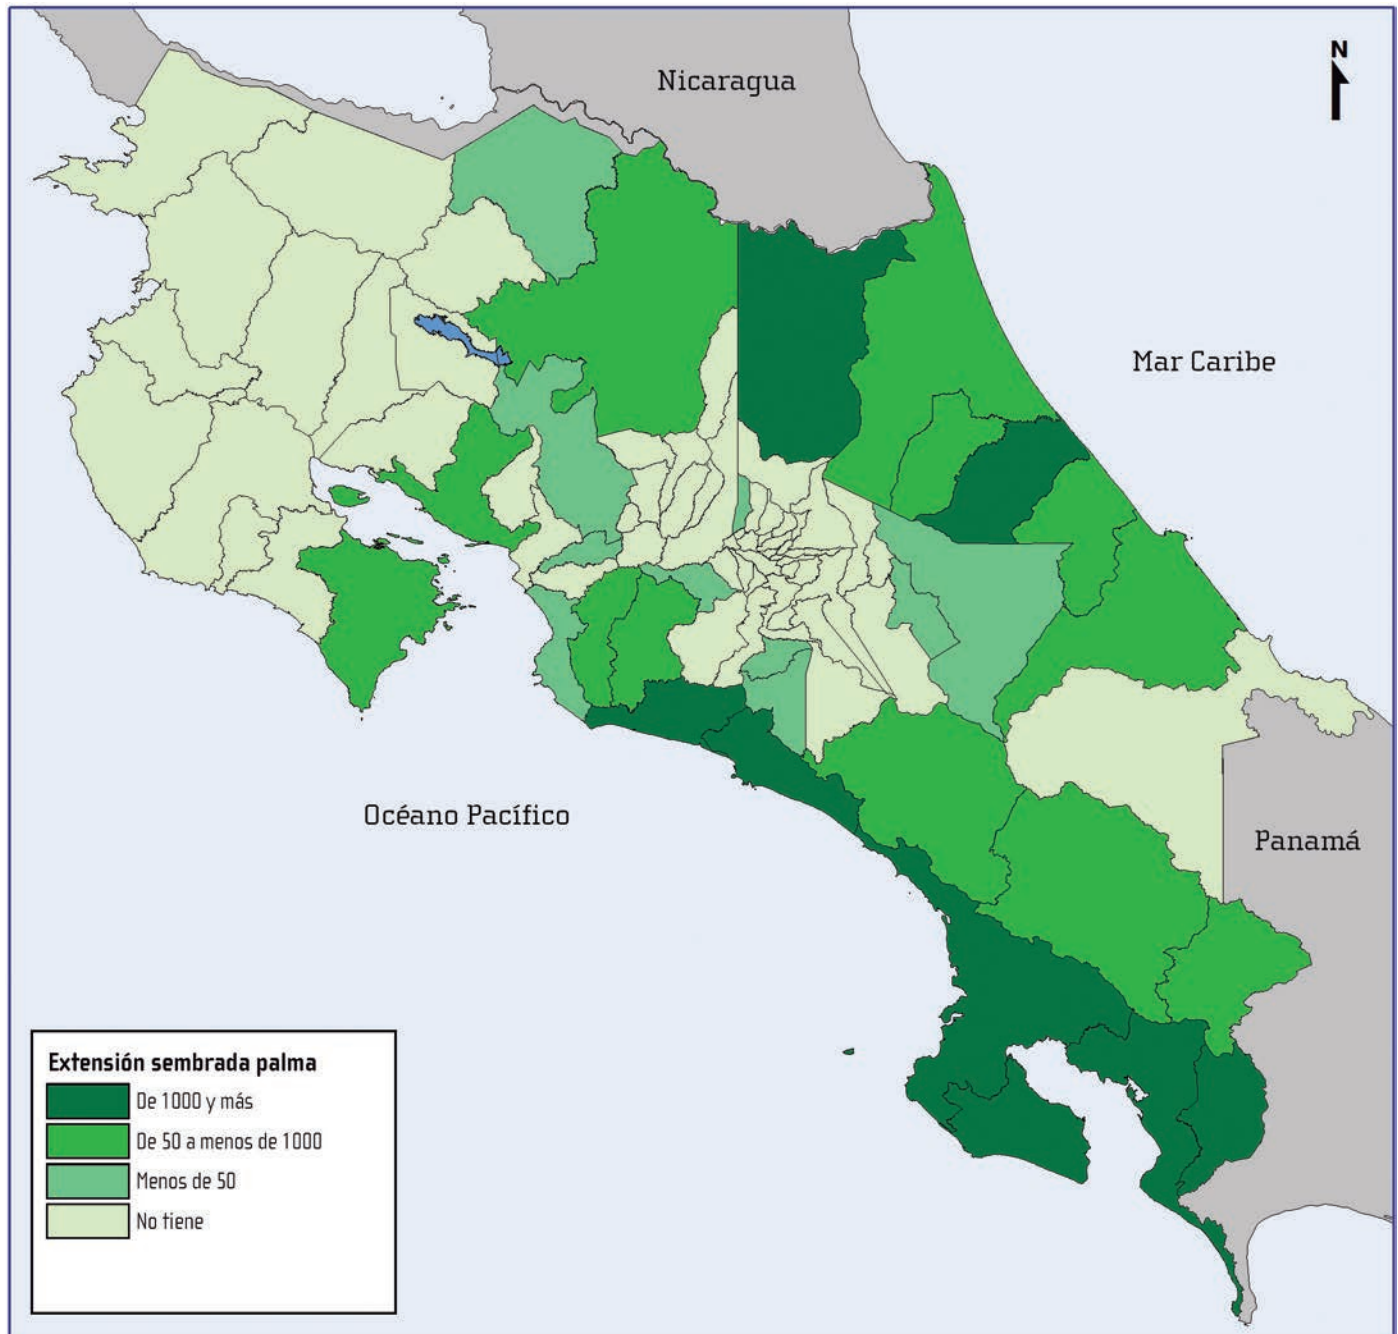 N
Nicaragua
Mar Caribe
Océano Pacífico
Panamá
Extensión sembrada palma
De 1000 y más
De 50 a menos de 1000
Menos de 50
No tiene